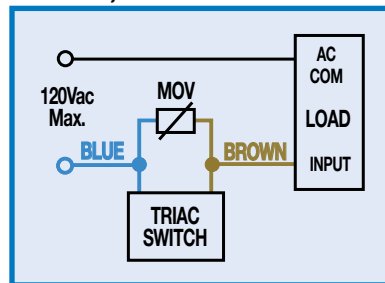 120Vac
Max.
MOV
BLUE
BROWN
TRIAC
SWITCH
AC
COM
LOAD
INPUT